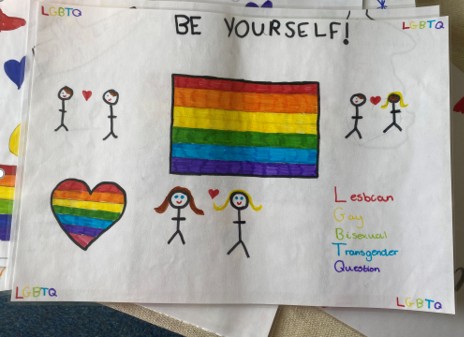 LGBTQ
LGBTQ
BE YOURSELF!
Lesbian
Gay
Bisexual
Transgender
Question
LGBTQ
LGBTQ